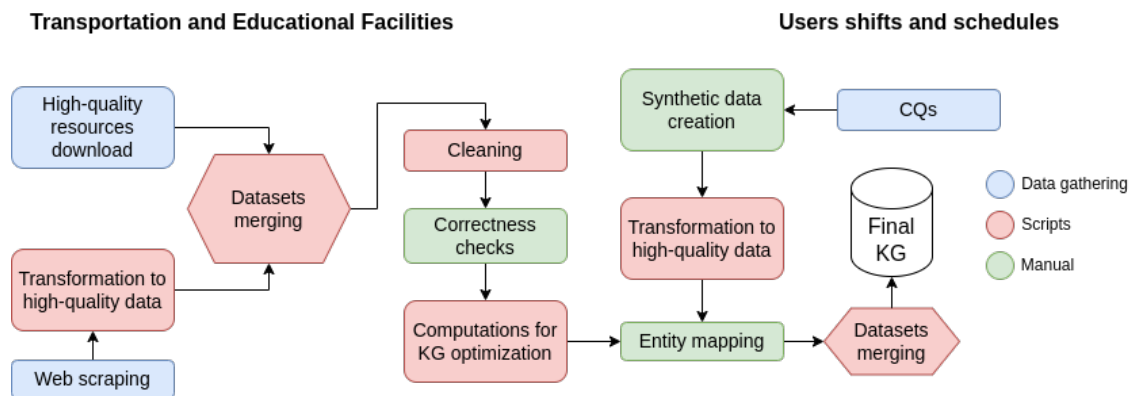 Transportation and Educational Facilities
Users shifts and schedules
High-quality
resources
download
Datasets
merging
Transformation to
high-quality data
Web scraping
Cleaning
Correctness
checks
Computations for
KG optimization
Synthetic data
creation
CQs
Transformation to
high-quality data
Entity mapping
Datasets
merging
Final
KG
Data gathering
Scripts
Manual